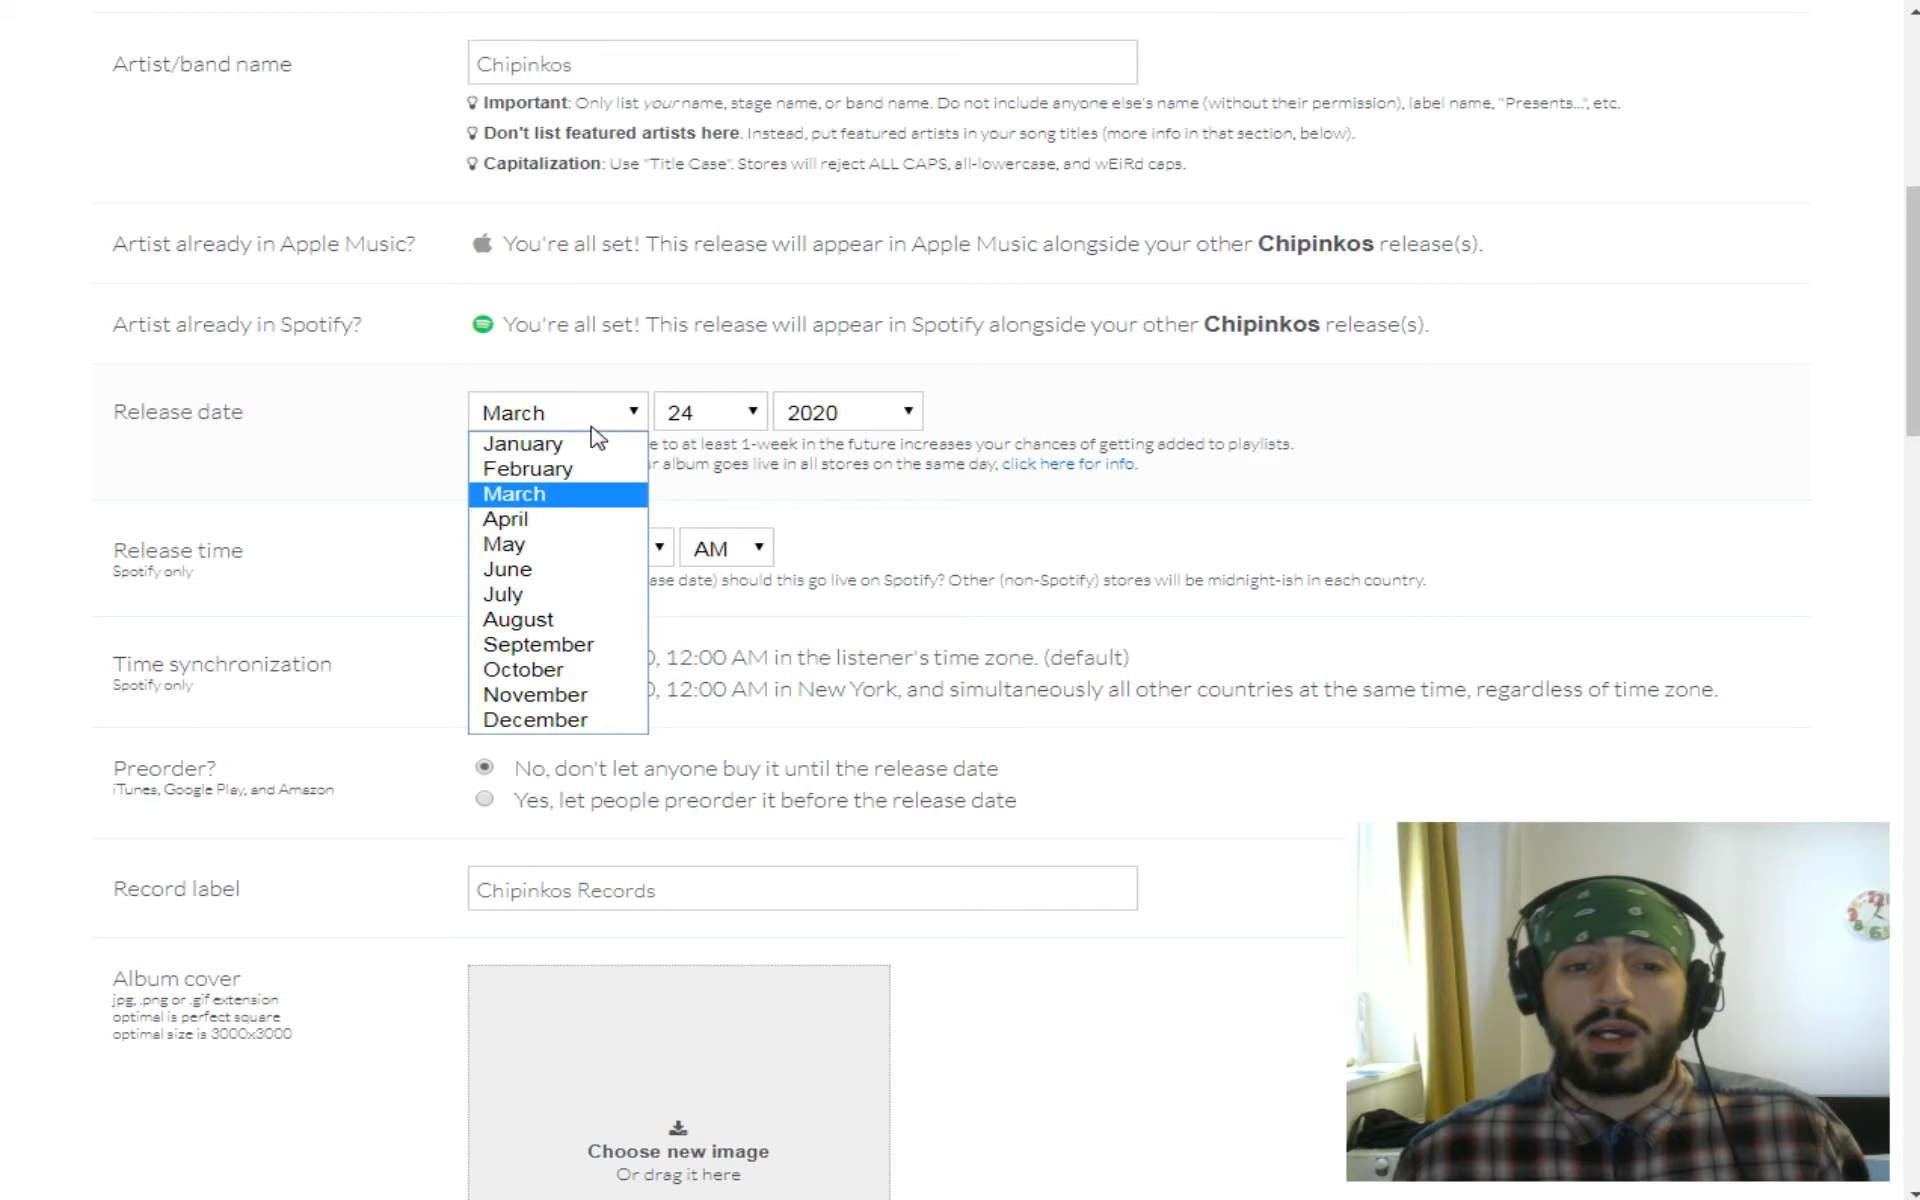 Artist/band name
Chipinkos
Important: Only list your name, stage name, or band name. Do not include anyone else's name (without their permission), label name, "Presents...", etc.
Don't list featured artists here. Instead, put featured artists in your song titles (more info in that section, below).
Capitalization: Use "Title Case". Stores will reject ALL CAPS, all-lowercase, and wEiRd caps.
Artist already in Apple Music?
You're all set! This release will appear in Apple Music alongside your other Chipinkos release(s).
Artist already in Spotify?
You're all set! This release will appear in Spotify alongside your other Chipinkos release(s).
Release date
March 24 2020
January
February
March
April
May
June
July
August
September
October
November
December
to at least 1-week in the future increases your chances of getting added to playlists.
album goes live in all stores on the same day, click here for info.
Release time
Spotify only
AM
date) should this go live on Spotify? Other (non-Spotify) stores will be midnight-ish in each country.
Time synchronization
Spotify only
, 12:00 AM in the listener's time zone. (default)
, 12:00 AM in New York, and simultaneously all other countries at the same time, regardless of time zone.
Preorder?
iTunes, Google Play, and Amazon
No, don't let anyone buy it until the release date
Yes, let people preorder it before the release date
Record label
Chipinkos Records
Album cover
jpg, .png or .gif extension
optimal is perfect square
optimal size is 3000x3000
Choose new image
Or drag it here